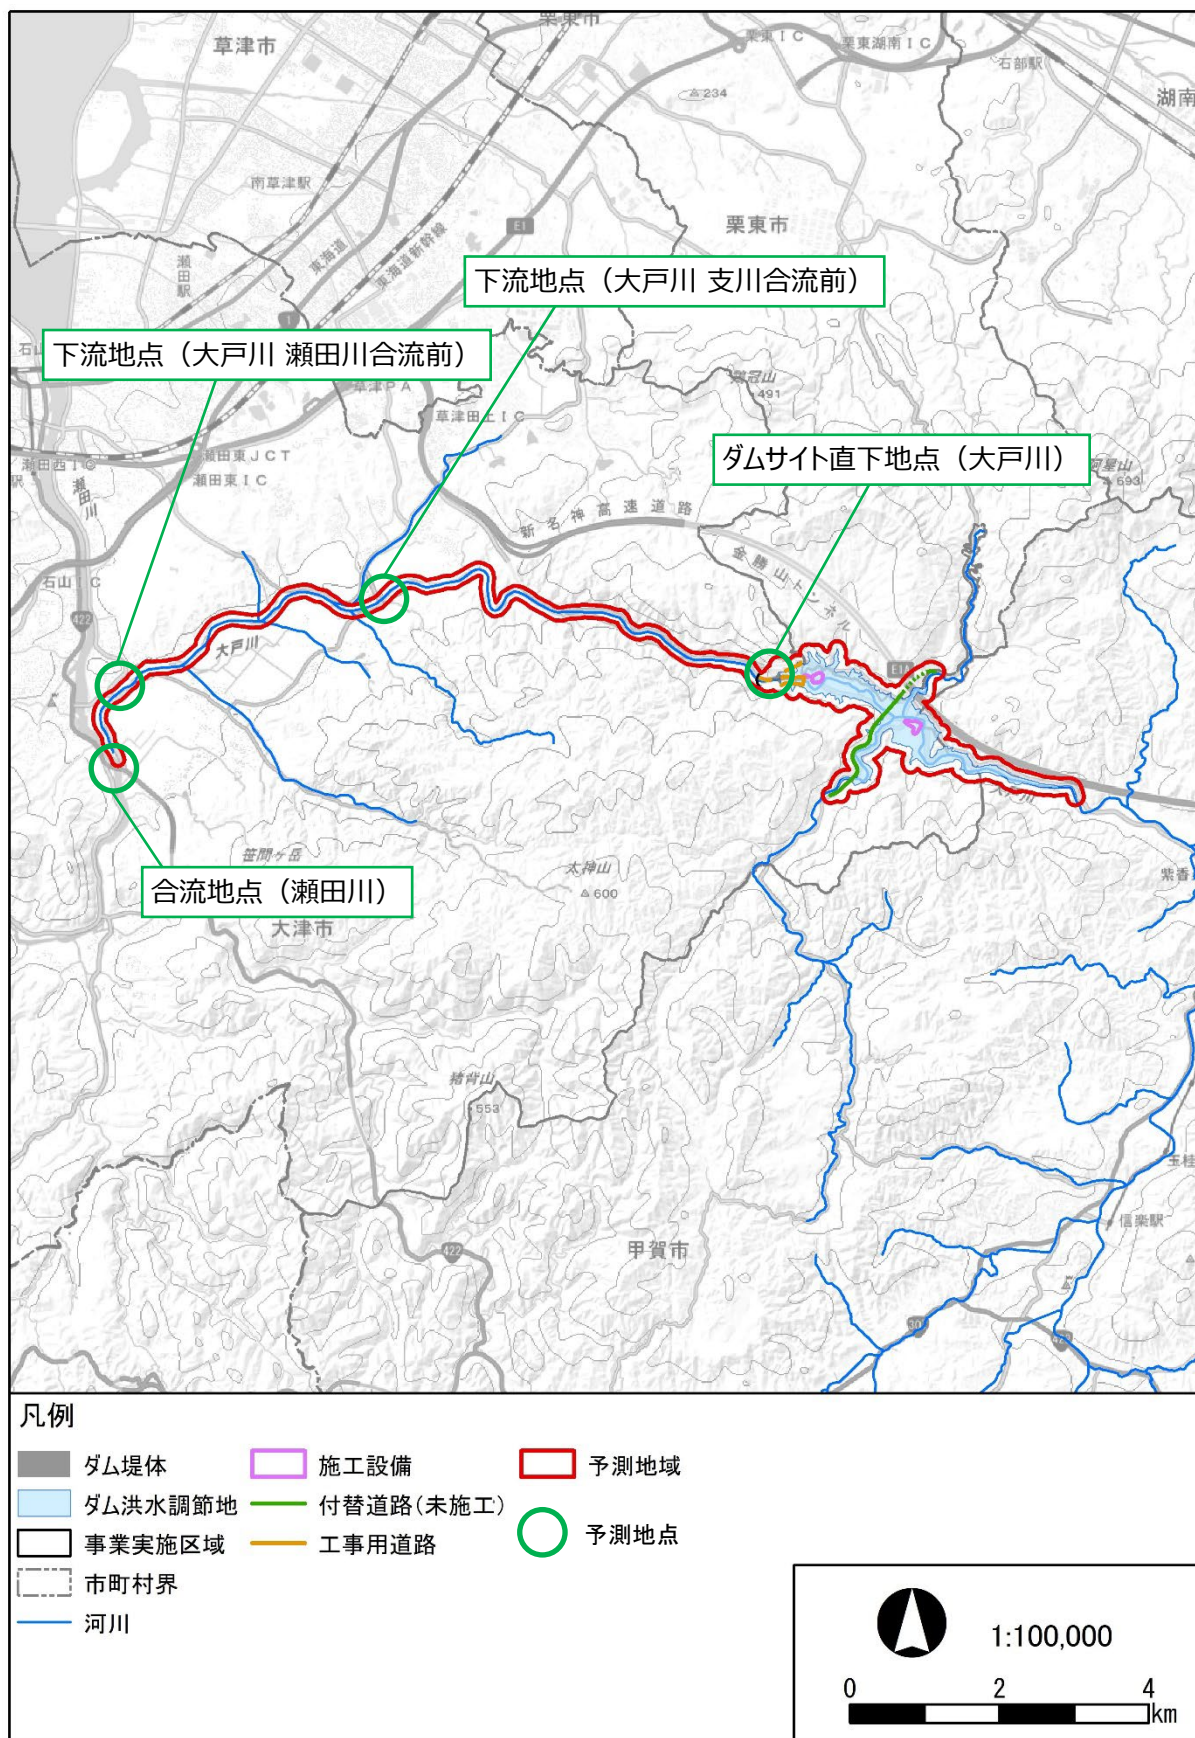 草津市
栗東市
栗東IC
栗東湖南IC
石部駅
湖南
△234
南草津駅
栗東市
E1
瀬田駅
東海道
東海道新幹線
下流地点（大戸川 支川合流前）
1
石山
下流地点（大戸川 瀬田川合流前）
草津PA
鶏冠山
491
草津田上IC
ダムサイト直下地点（大戸川）
瀬田西IC
駅
瀬田川
瀬田東JCT
瀬田東IC
阿星山
△693
新名神高速道路
金勝山トンネル
石山IC
422
大戸川
E1A
川
笹間ヶ岳
太神山
△600
紫香
合流地点（瀬田川）
大津市
猪背山
553
玉桂
信楽駅
甲賀市
422
422
凡例
ダム堤体
施工設備
予測地域
ダム洪水調節地
付替道路(未施工)
予測地点
事業実施区域
工事用道路
市町村界
河川
1:100,000
0 2 4
km